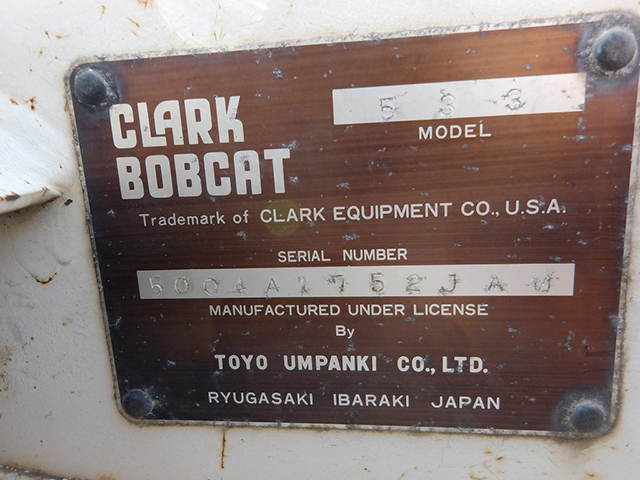 CLARK
BOBCAT
533
MODEL
Trademark of CLARK EQUIPMENT CO., U.S.A.
SERIAL NUMBER
MANUFACTURED UNDER LICENSE
By
TOYO UMPANKI CO., LTD.
RYUGASAKI IBARAKI JAPAN